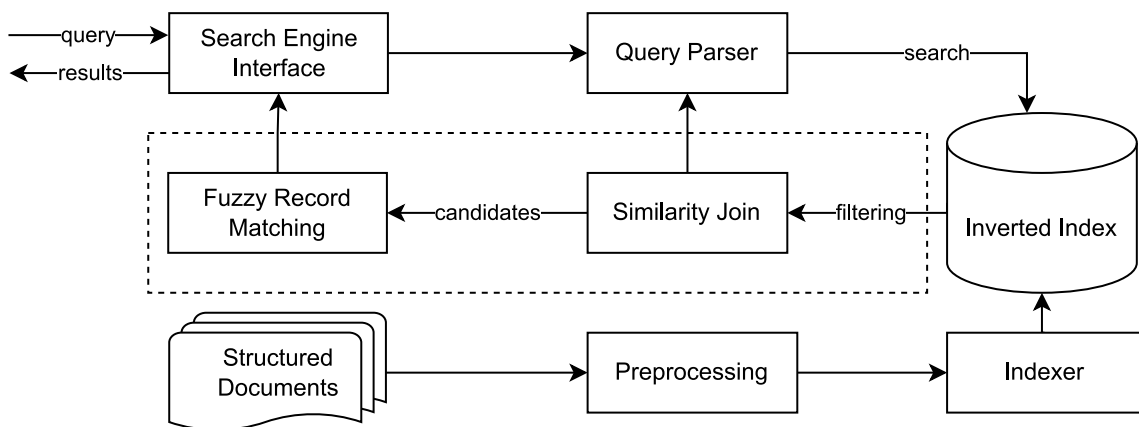 query
results
Search Engine
Interface
Query Parser
search
Fuzzy Record
Matching
candidates
Similarity Join
filtering
Inverted Index
Structured
Documents
Preprocessing
Indexer